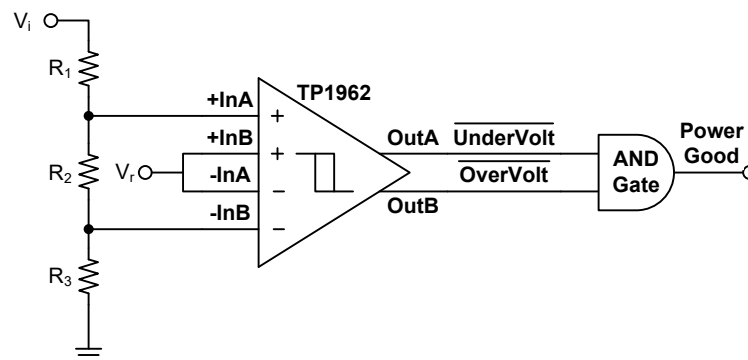 Vi
R1
TP1962
+InA
+
+InB
OutA
UnderVolt
Power
Good
R2
Vr
+
AND
Gate
-InA
−
OverVolt
-InB
−
OutB
R3